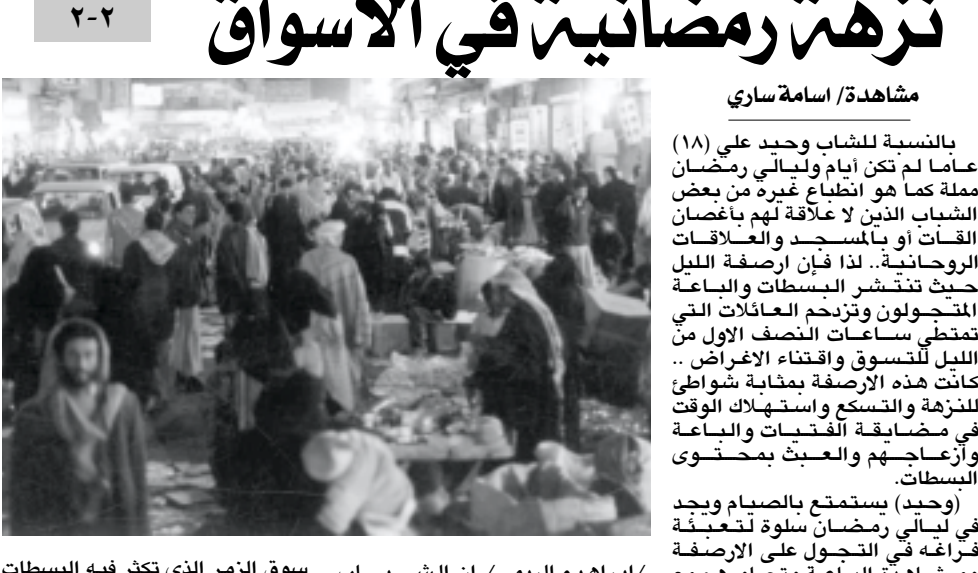 ٢-٢
نزهة رمضانية في الاسواق
مشاهدة/ اسامة ساري
بالنسبة للشاب وحيد علي (١٨)
عاما لم تكن أيام وليالي رمضان
مملة كما هو انطباع غيره من بعض
الشباب الذين لا علاقة لهم بأغصان
القات أو بالمسجد والعلاقات
الروحانية.. لذا فإن ارصفة الليل
حيث تنتشر البسطات والباعة
المتجولون وتزدحم العائلات التي
تمتطي ساعات النصف الاول من
الليل للتسوق واقتناء الاغراض ..
كانت هذه الارصفة بمثابة شواطئ
للنزهة والتسكع واستهلاك الوقت
في مضايقة الفتيات والباعة
وازعاجهم والعبث بمحتوى
البسطات.
(وحيد) يستمتع بالصيام ويجد
في ليالي رمضان سلوة لتعبئة
فراغه في التحول على الارصفة
سوق الزمر الذي تكثر فيه البسطات